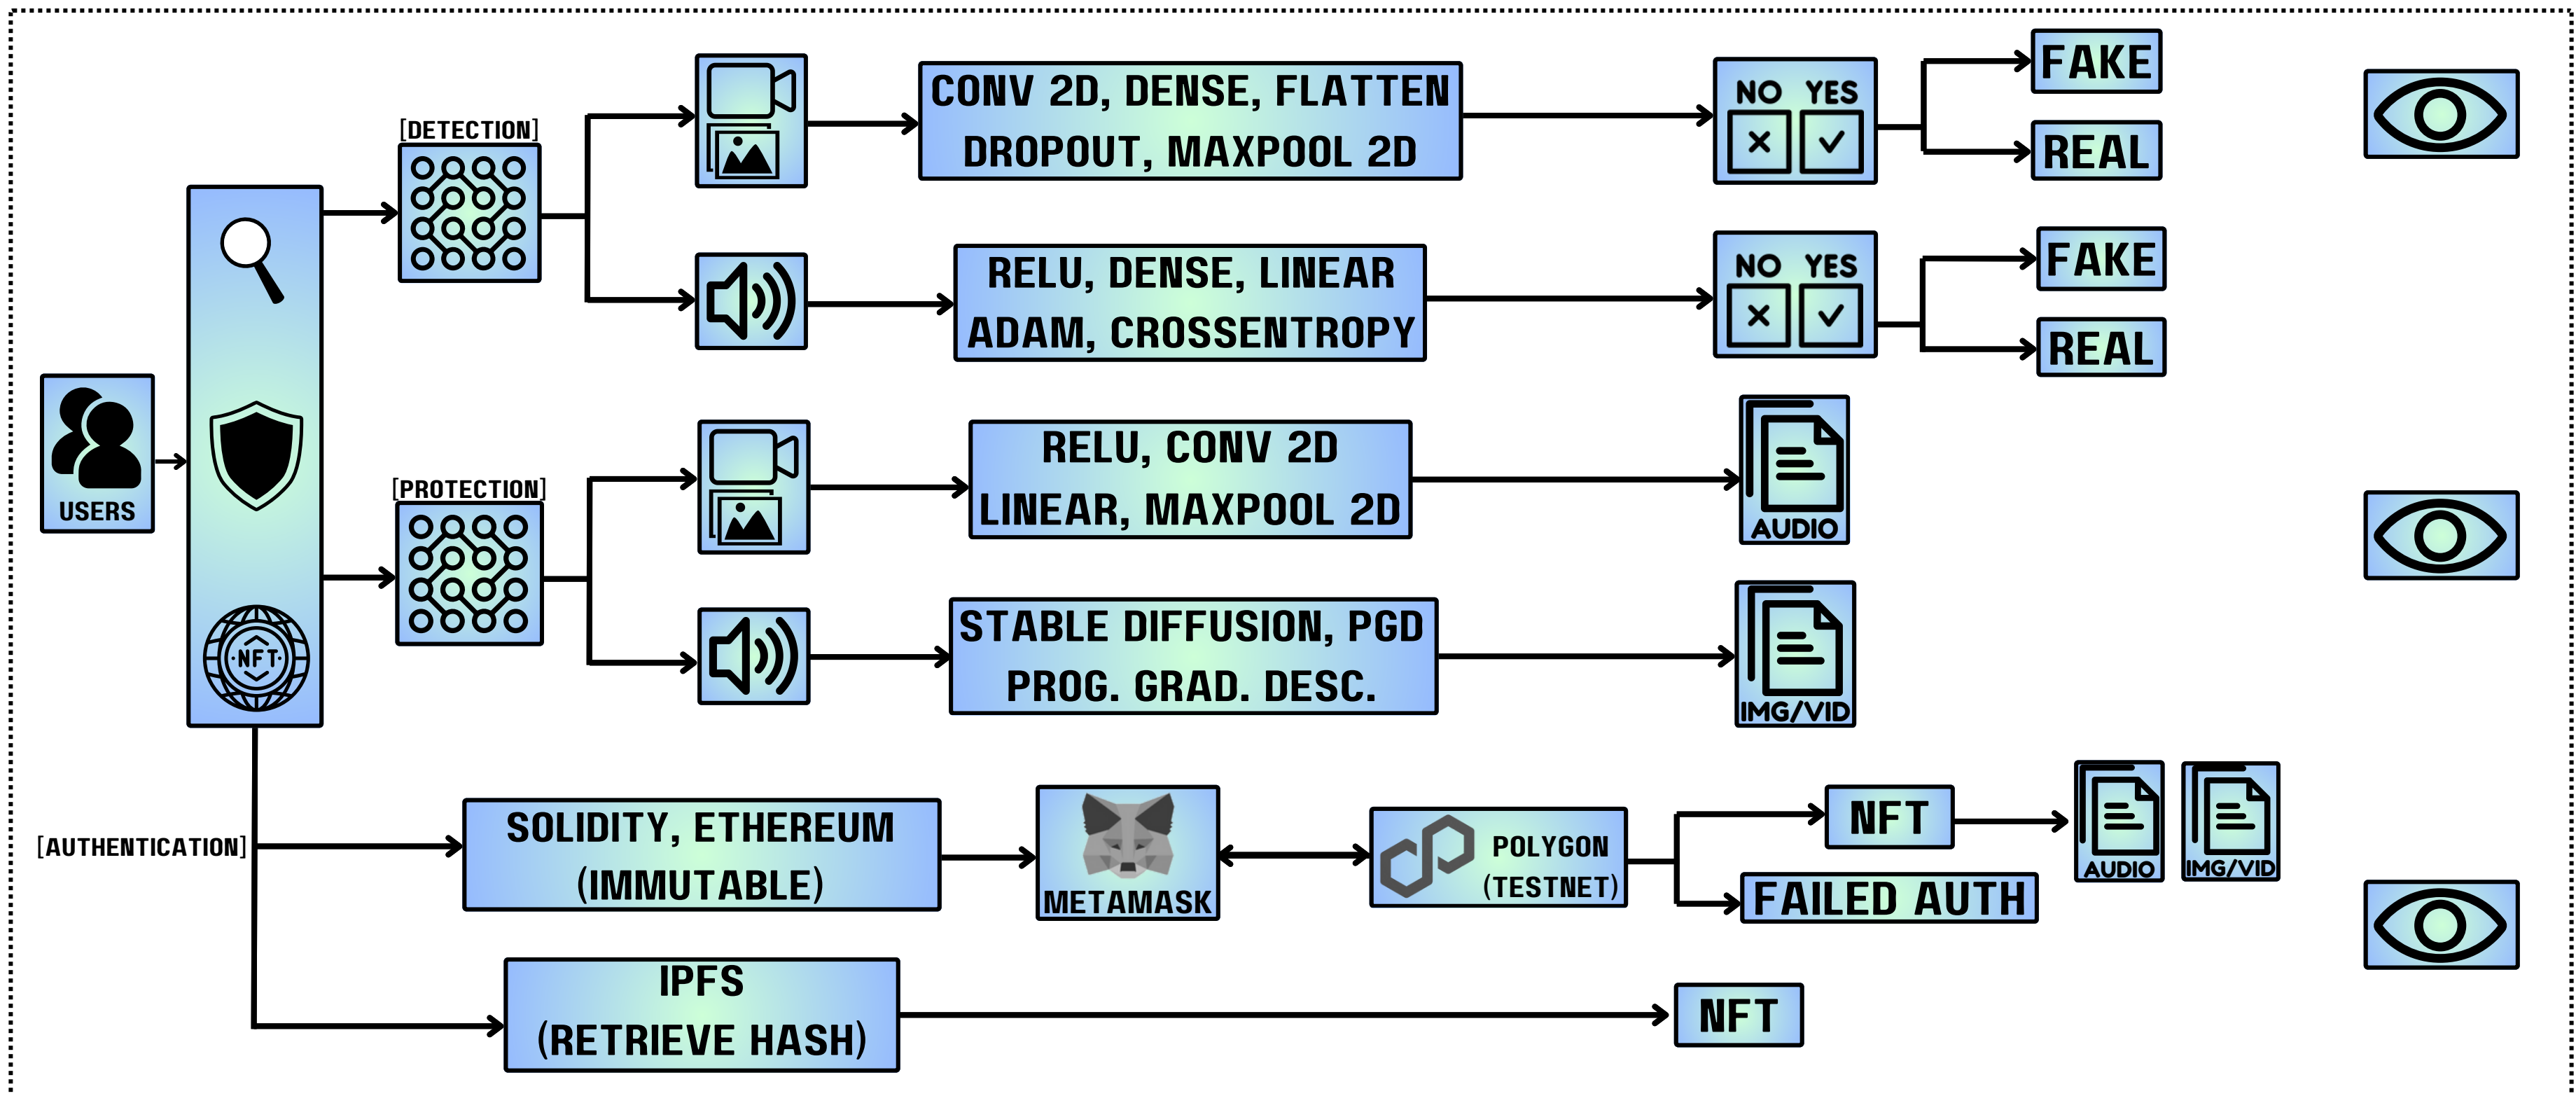 [DETECTION]
CONV 2D, DENSE, FLATTEN
DROPOUT, MAXPOOL 2D
NO YES
FAKE
REAL
RELU, DENSE, LINEAR
ADAM, CROSSENTROPY
NO YES
FAKE
REAL
USERS
NFT
[PROTECTION]
RELU, CONV 2D
LINEAR, MAXPOOL 2D
AUDIO
STABLE DIFFUSION, PGD
PROG. GRAD. DESC.
IMG/VID
[AUTHENTICATION]
SOLIDITY, ETHEREUM
(IMMUTABLE)
METAMASK
POLYGON
(TESTNET)
NFT
AUDIO
IMG/VID
FAILED AUTH
IPFS
(RETRIEVE HASH)
NFT